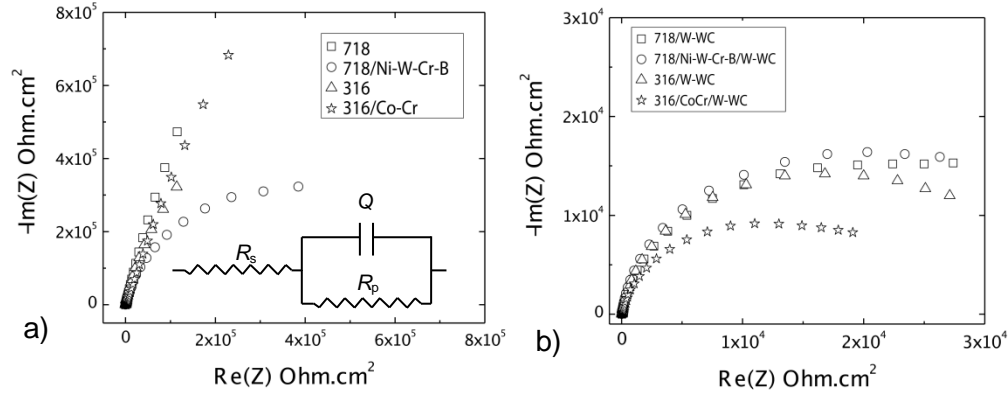 8x10⁵
6x10⁵
4x10⁵
2x10⁵
0
-Im(Z) Ohm.cm²
718
718/Ni-W-Cr-B
316
316/Co-Cr
Q
Rs
Rp
0
2x10⁵
4x10⁵
6x10⁵
8x10⁵
a)
Re(Z) Ohm.cm²
-3x10⁴
-2x10⁴
-1x10⁴
0
-Im(Z) Ohm.cm²
718/W-WC
718/Ni-W-Cr-B/W-WC
316/W-WC
316/CoCr/W-WC
0
1x10⁴
2x10⁴
3x10⁴
b)
Re(Z) Ohm.cm²